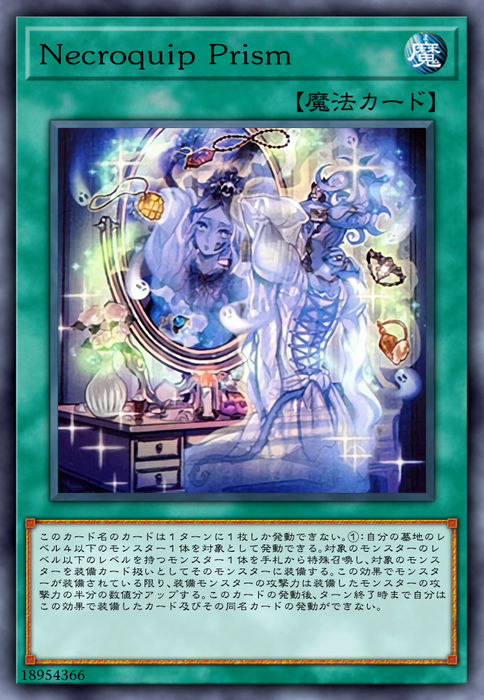 Necroquip Prism
魔
【魔法カード】
このカード名のカードは１ターンに１枚しか発動できない。①：自分の墓地のレ
ベル４以下のモンスター１体を対象として発動できる。対象のモンスターのレ
ベル以下のレベルを持つモンスター１体を手札から特殊召喚し、対象のモンス
ターを装備カード扱いとしてそのモンスターに装備する。この効果でモンスタ
ーが装備されている限り、装備モンスターの攻撃力は装備したモンスターの攻
撃力の半分の数値分アップする。このカードの発動後、ターン終了時まで自分は
この効果で装備したカード及びその同名カードの発動ができない。
18954366